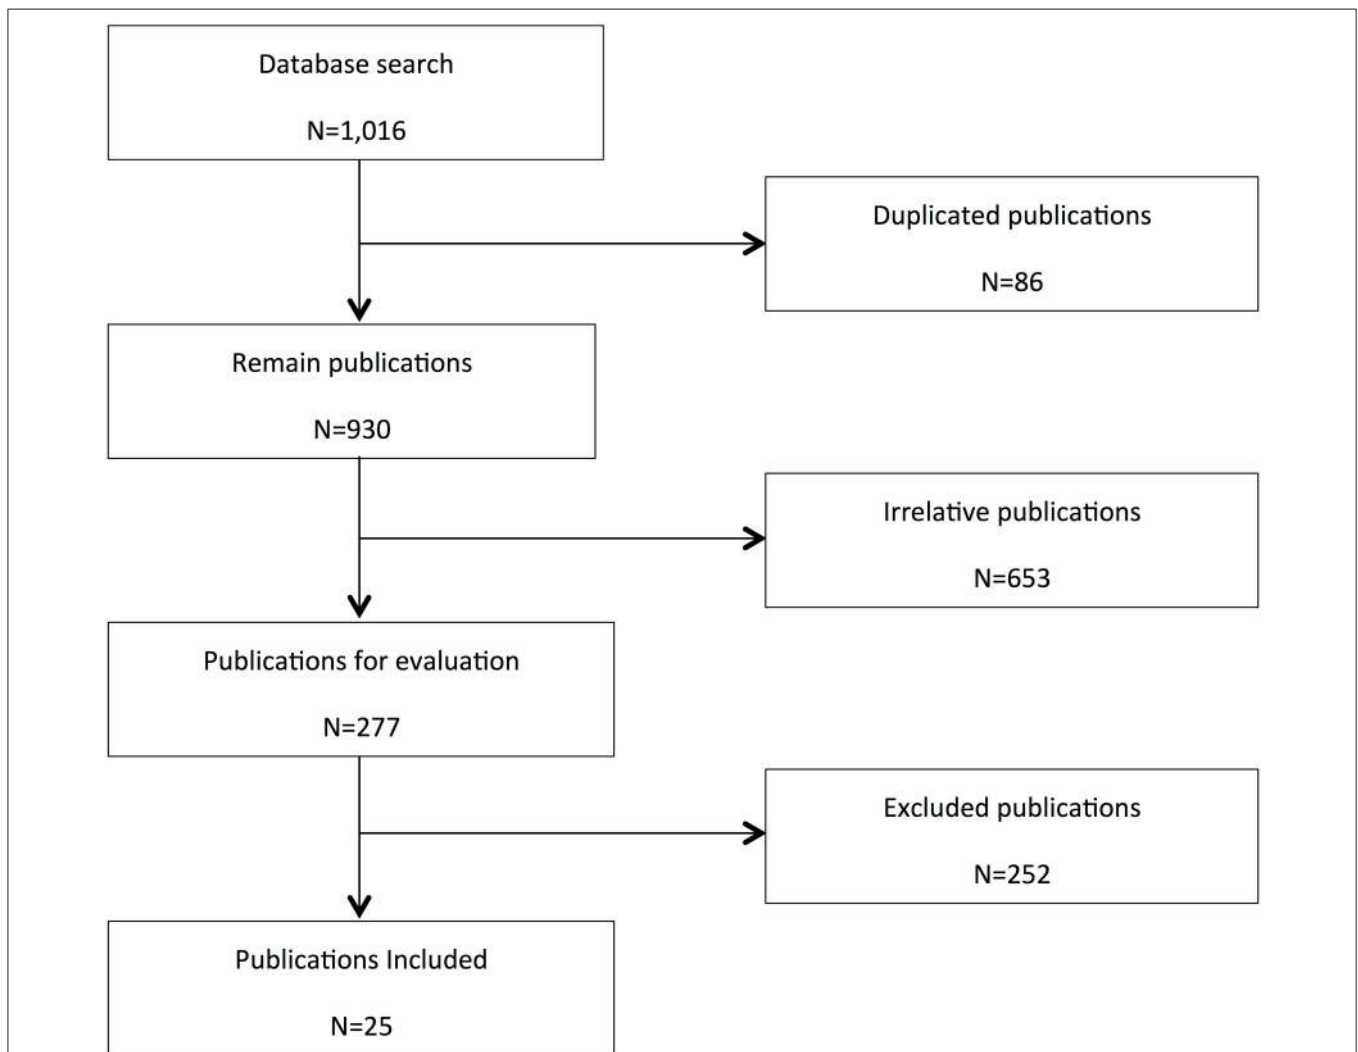 Database search
N=1,016
Duplicated publications
N=86
Remain publications
N=930
Irrelative publications
N=653
Publications for evaluation
N=277
Excluded publications
N=252
Publications Included
N=25